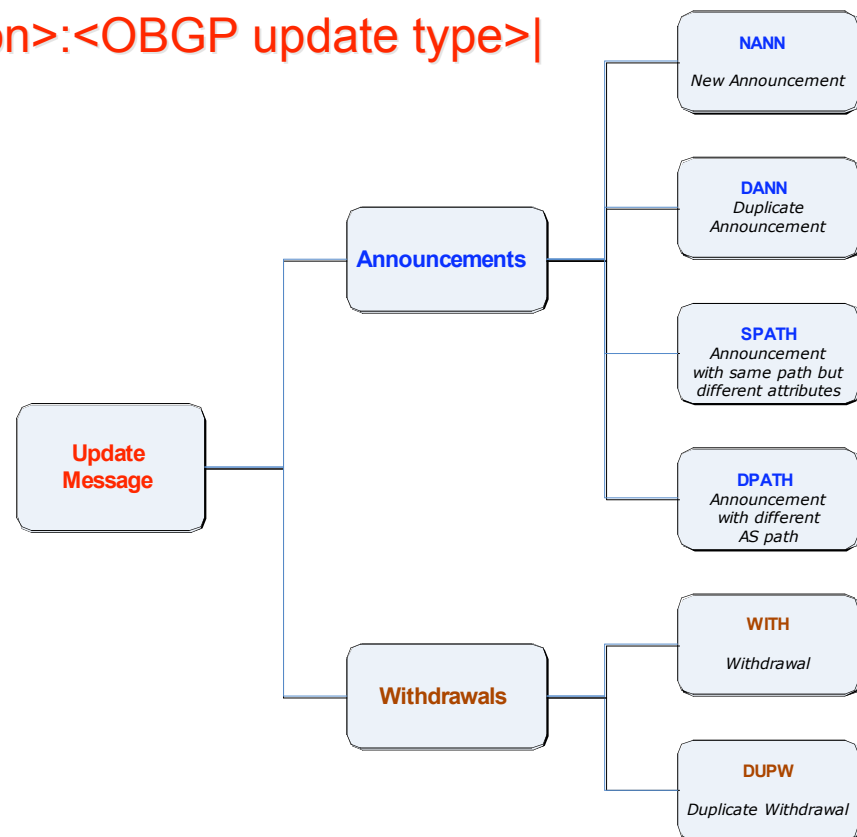 on>:<OBGP update type>|
NANN
New Announcement
DANN
Duplicate
Announcement
Announcements
SPATH
Announcement
with same path but
different attributes
Update
Message
DPATH
Announcement
with different
AS path
WITH
Withdrawal
Withdrawals
DUPW
Duplicate Withdrawal